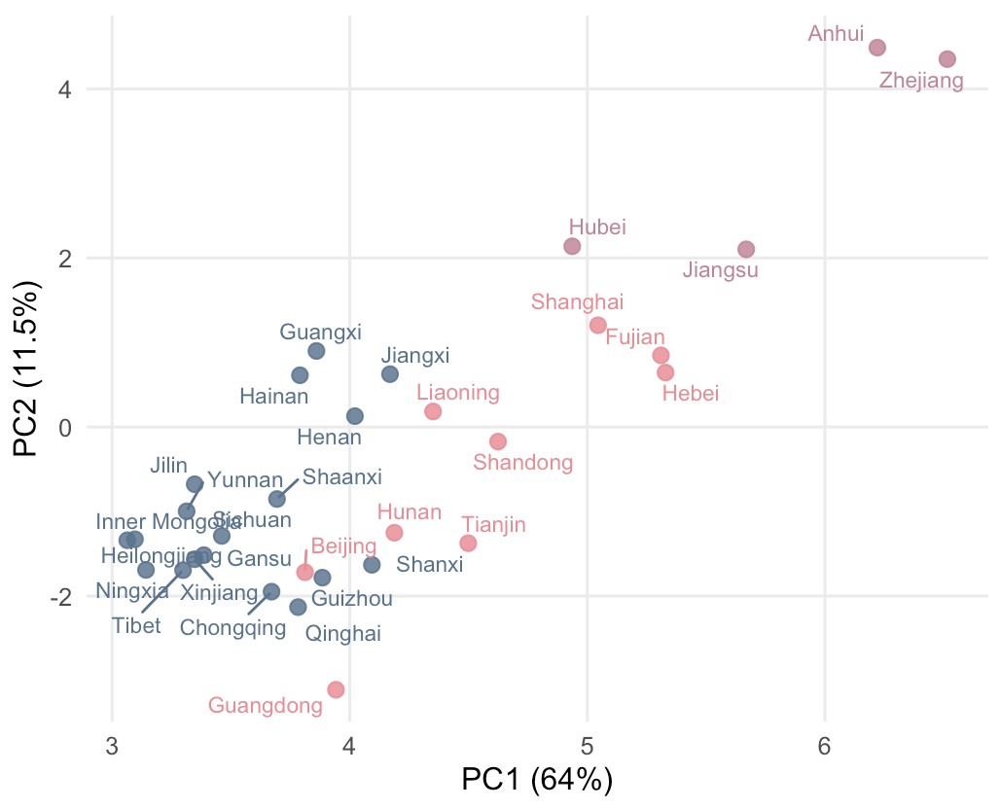 Anhui
Zhejiang
4
Hubei
2
Jiangsu
Shanghai
Guangxi
Fujian
Jiangxi
Hainan
Liaoning
Hebei
0
Henan
Shandong
Jilin
Yunnan
Shaanxi
Hunan
Inner Mongolia
Sichuan
Tianjin
Beijing
Heilongjiang
Gansu
Shanxi
Ningxia
Xinjiang
-2
Guizhou
Tibet
Chongqing
Qinghai
Guangdong
3
4
5
6
PC1 (64%)
PC2 (11.5%)